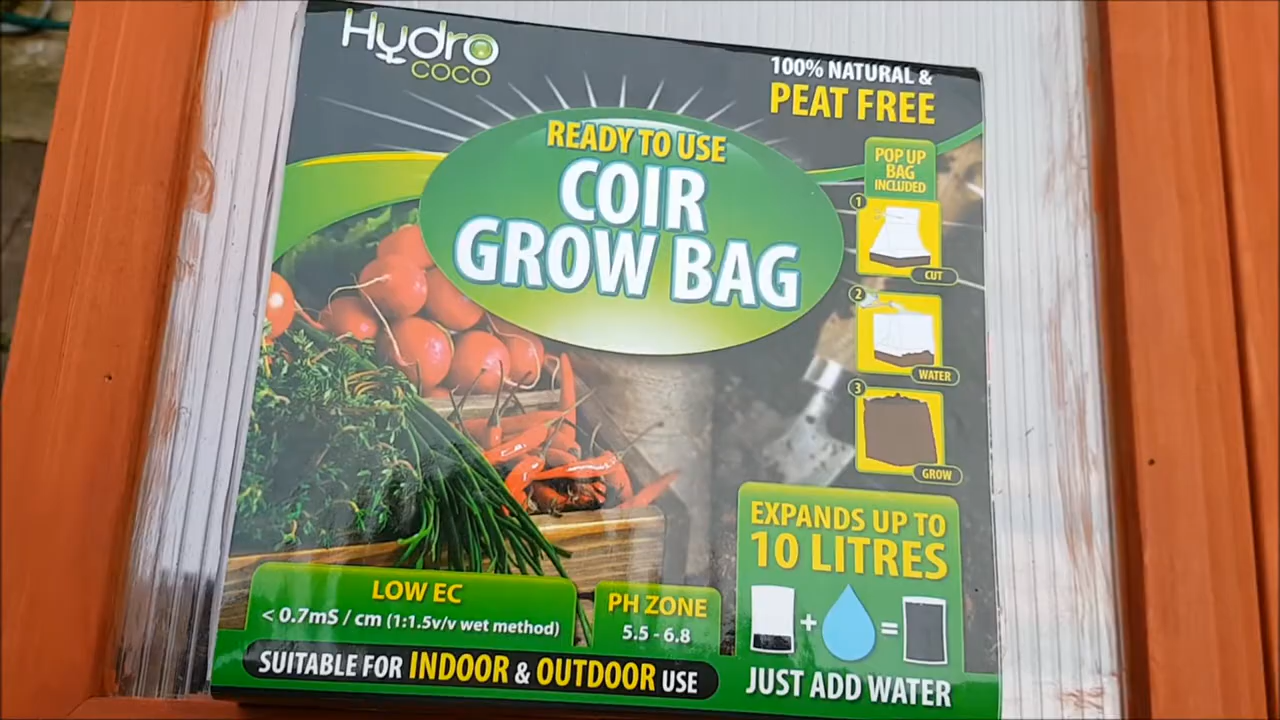 Hydro
COCO
100% NATURAL &
PEAT FREE
READY TO USE
COIR
GROW BAG
POP UP
BAG
INCLUDED
1
CUT
2
WATER
3
GROW
EXPANDS UP TO
10 LITRES
+ =
JUST ADD WATER
LOW EC
< 0.7mS / cm (1:1.5v/v wet method)
PH ZONE
5.5 - 6.8
SUITABLE FOR INDOOR & OUTDOOR USE